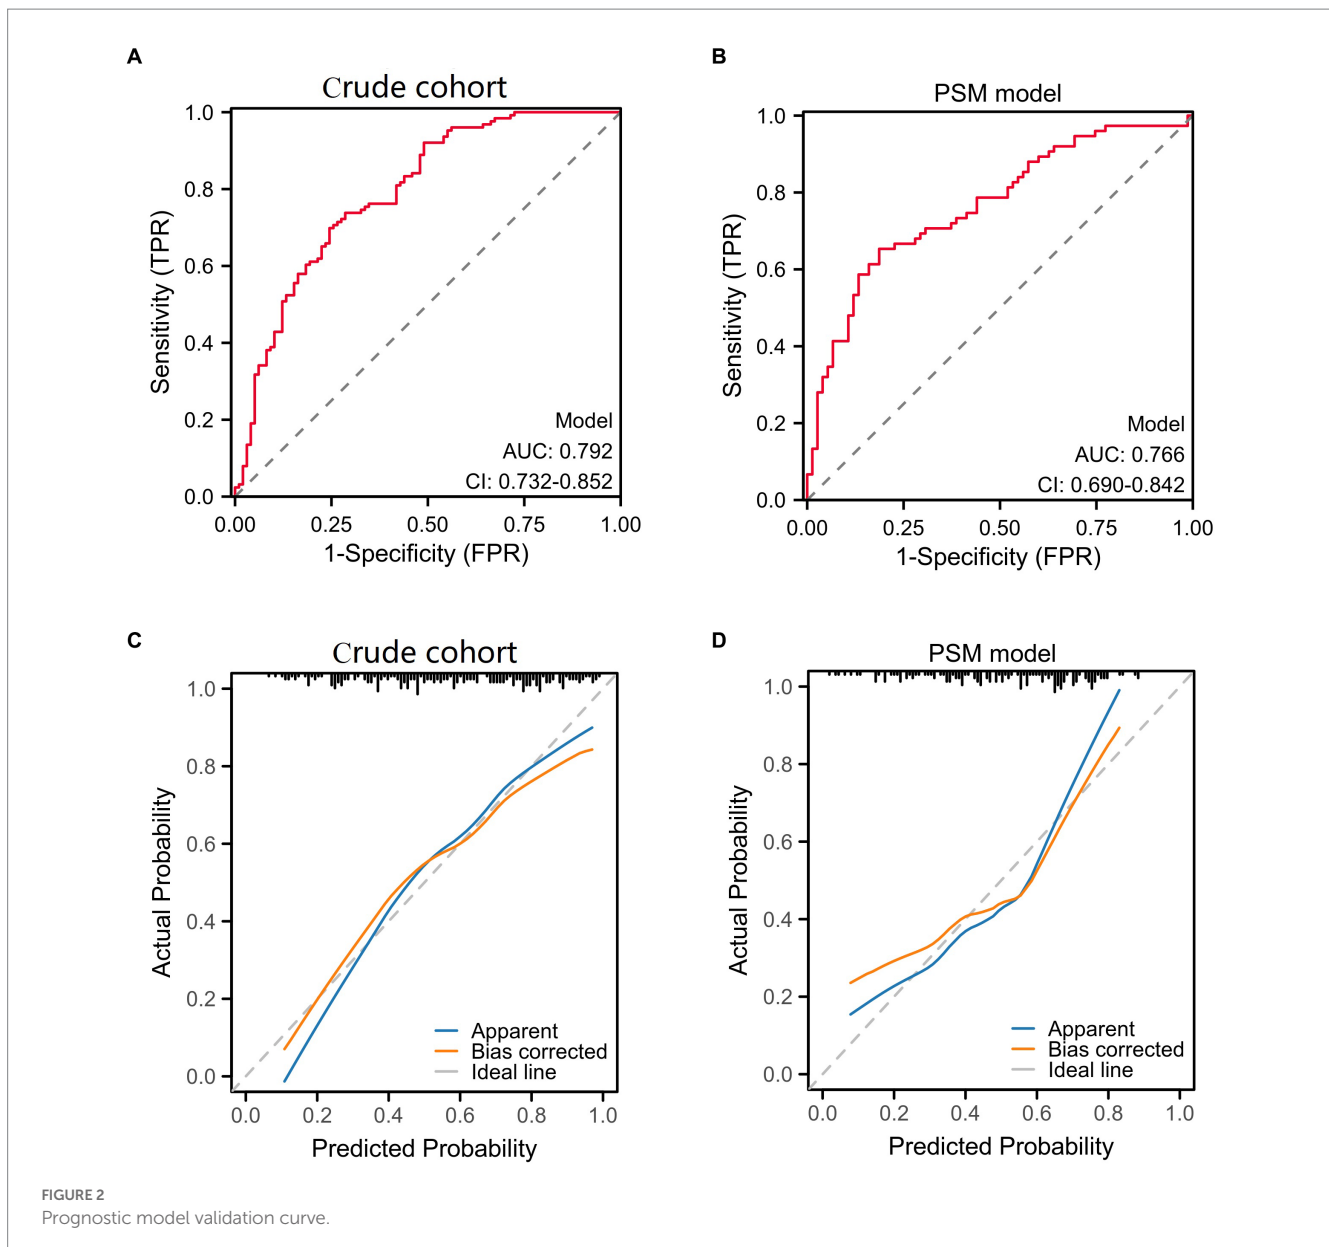 A
Crude cohort
1.0
0.8
0.6
0.4
0.2
0.0
Sensitivity (TPR)
Model
AUC: 0.792
CI: 0.732-0.852
0.00 0.25 0.50 0.75 1.00
1-Specificity (FPR)
B
PSM model
1.0
0.8
0.6
0.4
0.2
0.0
Sensitivity (TPR)
Model
AUC: 0.766
CI: 0.690-0.842
0.00 0.25 0.50 0.75 1.00
1-Specificity (FPR)
C
Crude cohort
1.0
0.8
0.6
0.4
0.2
0.0
Actual Probability
Apparent
Bias corrected
Ideal line
0.0 0.2 0.4 0.6 0.8 1.0
Predicted Probability
D
PSM model
1.0
0.8
0.6
0.4
0.2
0.0
Actual Probability
Apparent
Bias corrected
Ideal line
0.0 0.2 0.4 0.6 0.8 1.0
Predicted Probability
FIGURE 2
Prognostic model validation curve.